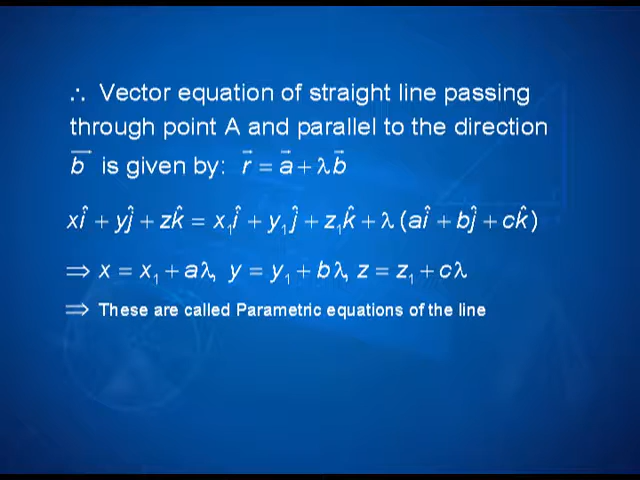 ∴ Vector equation of straight line passing
through point A and parallel to the direction
b⃗ is given by: r⃗ = a⃗ + λb⃗
xî + yĵ + zk̂ = x₁î + y₁ĵ + z₁k̂ + λ(aî + bĵ + ck̂)
⇒ x = x₁ + aλ, y = y₁ + bλ, z = z₁ + cλ
⇒ These are called Parametric equations of the line